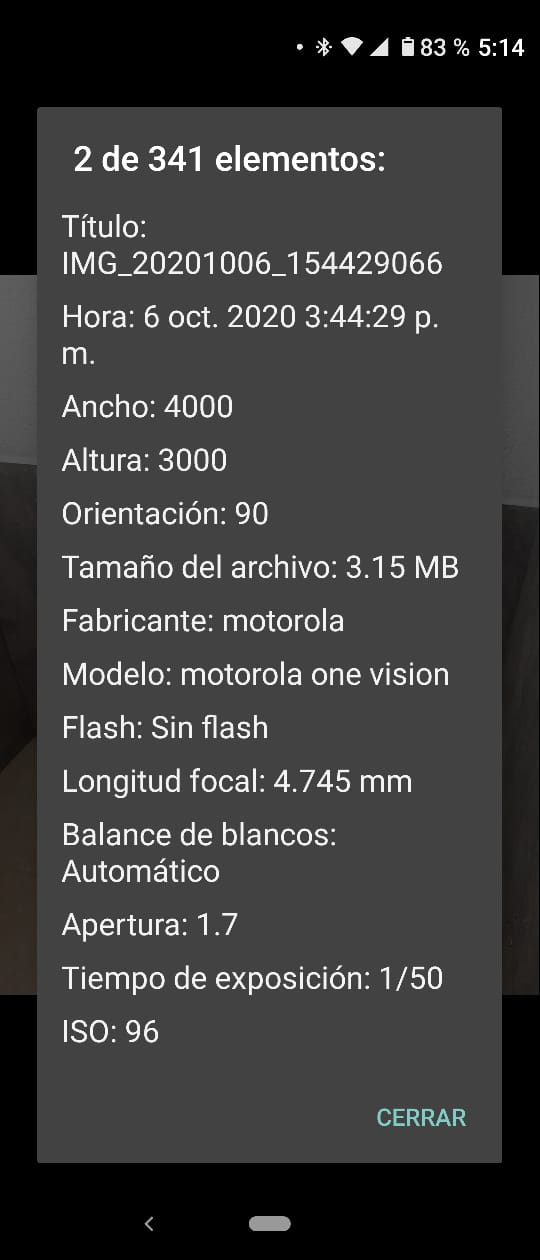 83 % 5:14
2 de 341 elementos:
Título:
IMG_20201006_154429066
Hora: 6 oct. 2020 3:44:29 p.
m.
Ancho: 4000
Altura: 3000
Orientación: 90
Tamaño del archivo: 3.15 MB
Fabricante: motorola
Modelo: motorola one vision
Flash: Sin flash
Longitud focal: 4.745 mm
Balance de blancos:
Automático
Apertura: 1.7
Tiempo de exposición: 1/50
ISO: 96
CERRAR